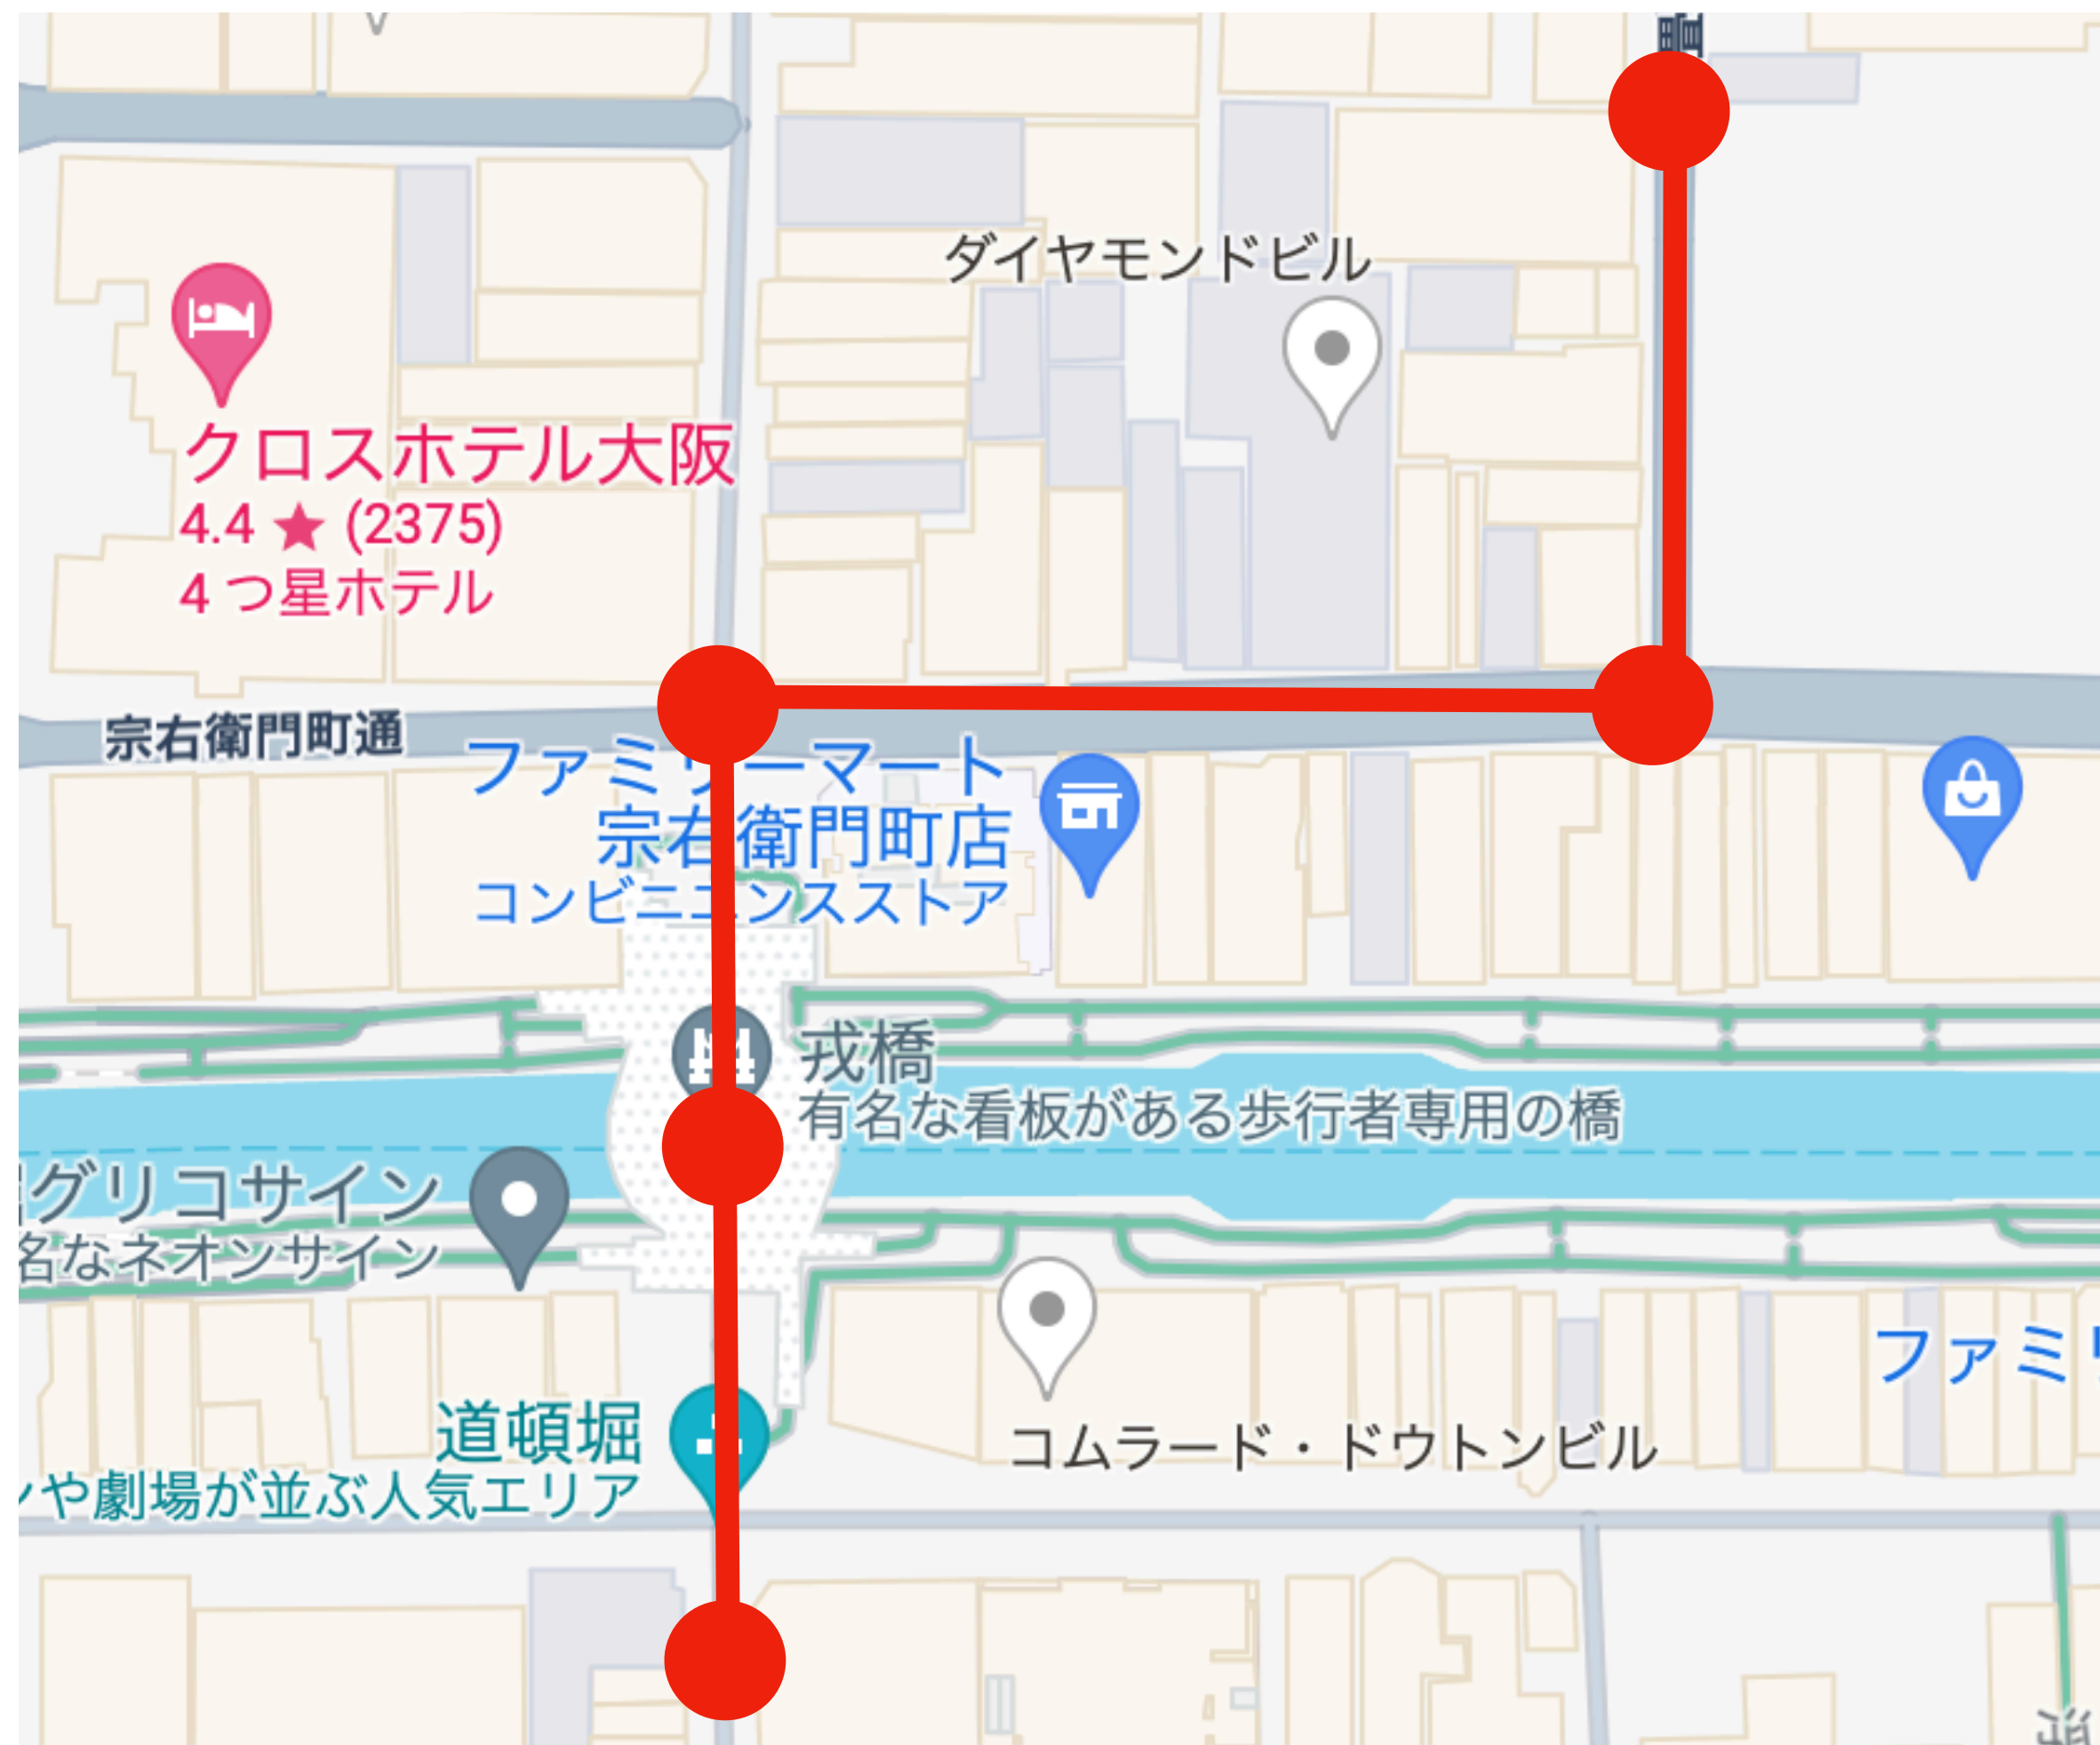 ダイヤモンドビル
クロスホテル大阪
4.4 ★ (2375)
4 つ星ホテル
宗右衛門町通
ファミリーマート
宗右衛門町店
コンビニエンスストア
戎橋
有名な看板がある歩行者専用の橋
グリコサイン
名なネオンサイン
コムラード・ドウトンビル
ファミ
道頓堀
や劇場が並ぶ人気エリア